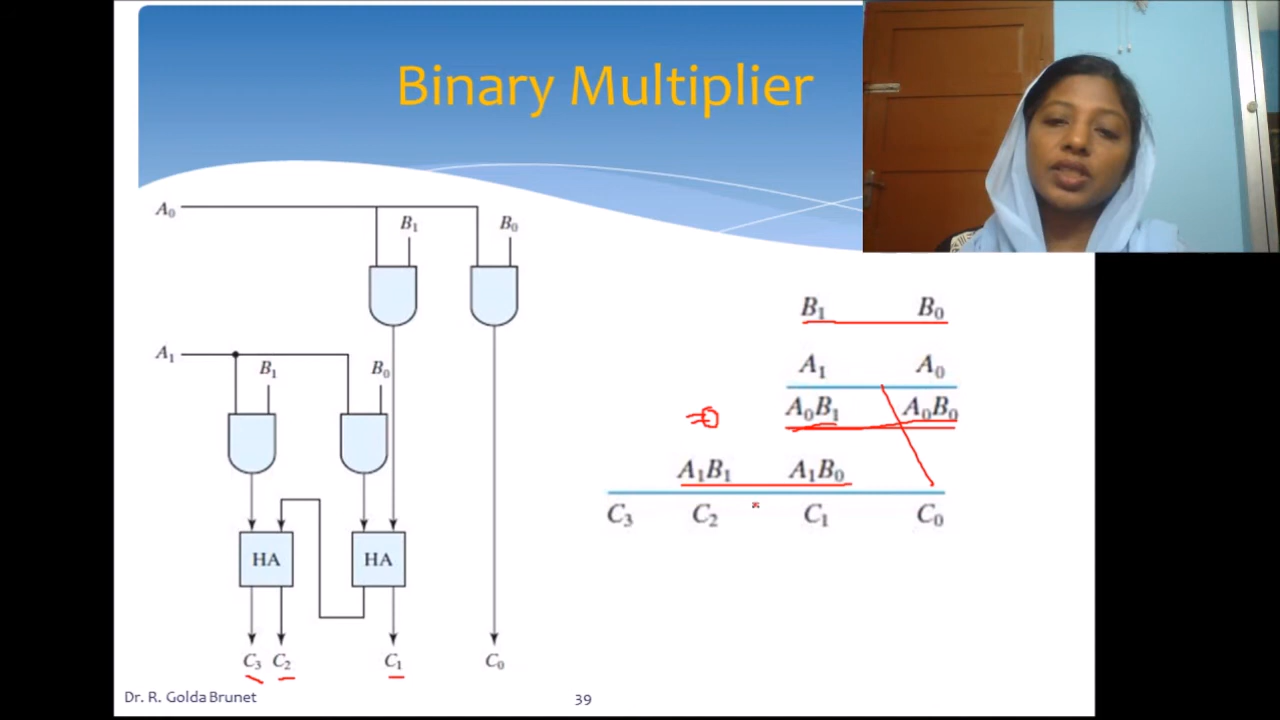 Binary Multiplier
A₀
B₁ B₀
A₁
B₁ B₀
HA HA
C₃ C₂ C₁ C₀
B₁ B₀
A₁ A₀
A₀B₁ A₀B₀
A₁B₁ A₁B₀
C₃ C₂ C₁ C₀
Dr. R. Golda Brunet 39